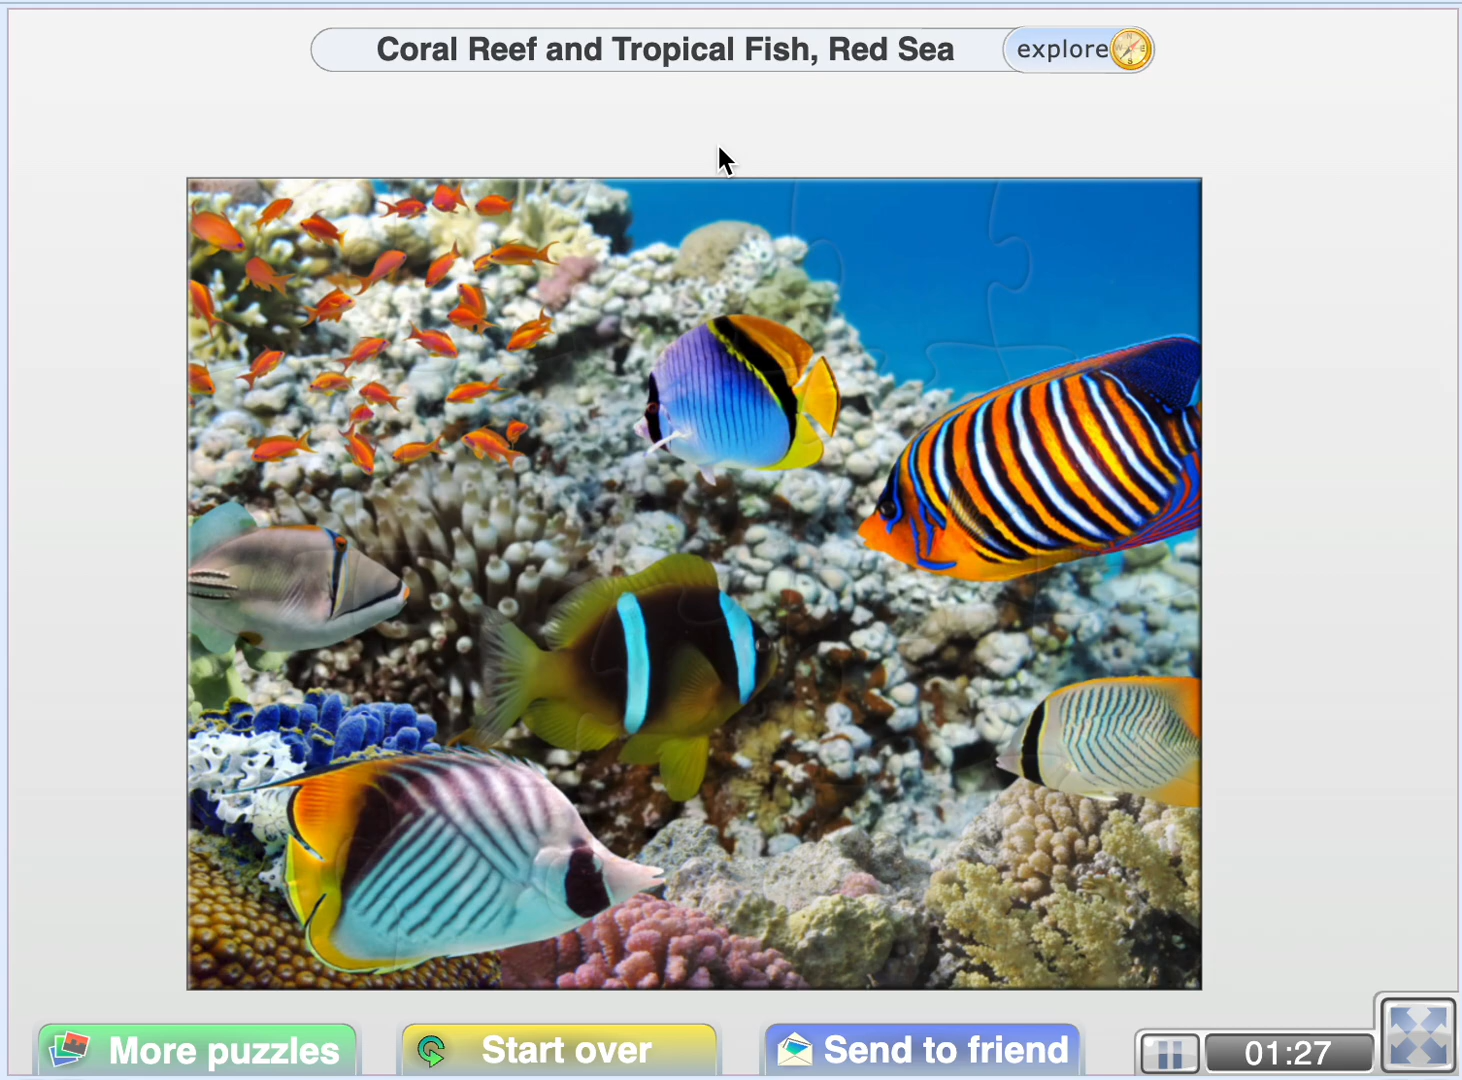 Coral Reef and Tropical Fish, Red Sea
explore
N
E
S
W
More puzzles
Start over
Send to friend
01:27